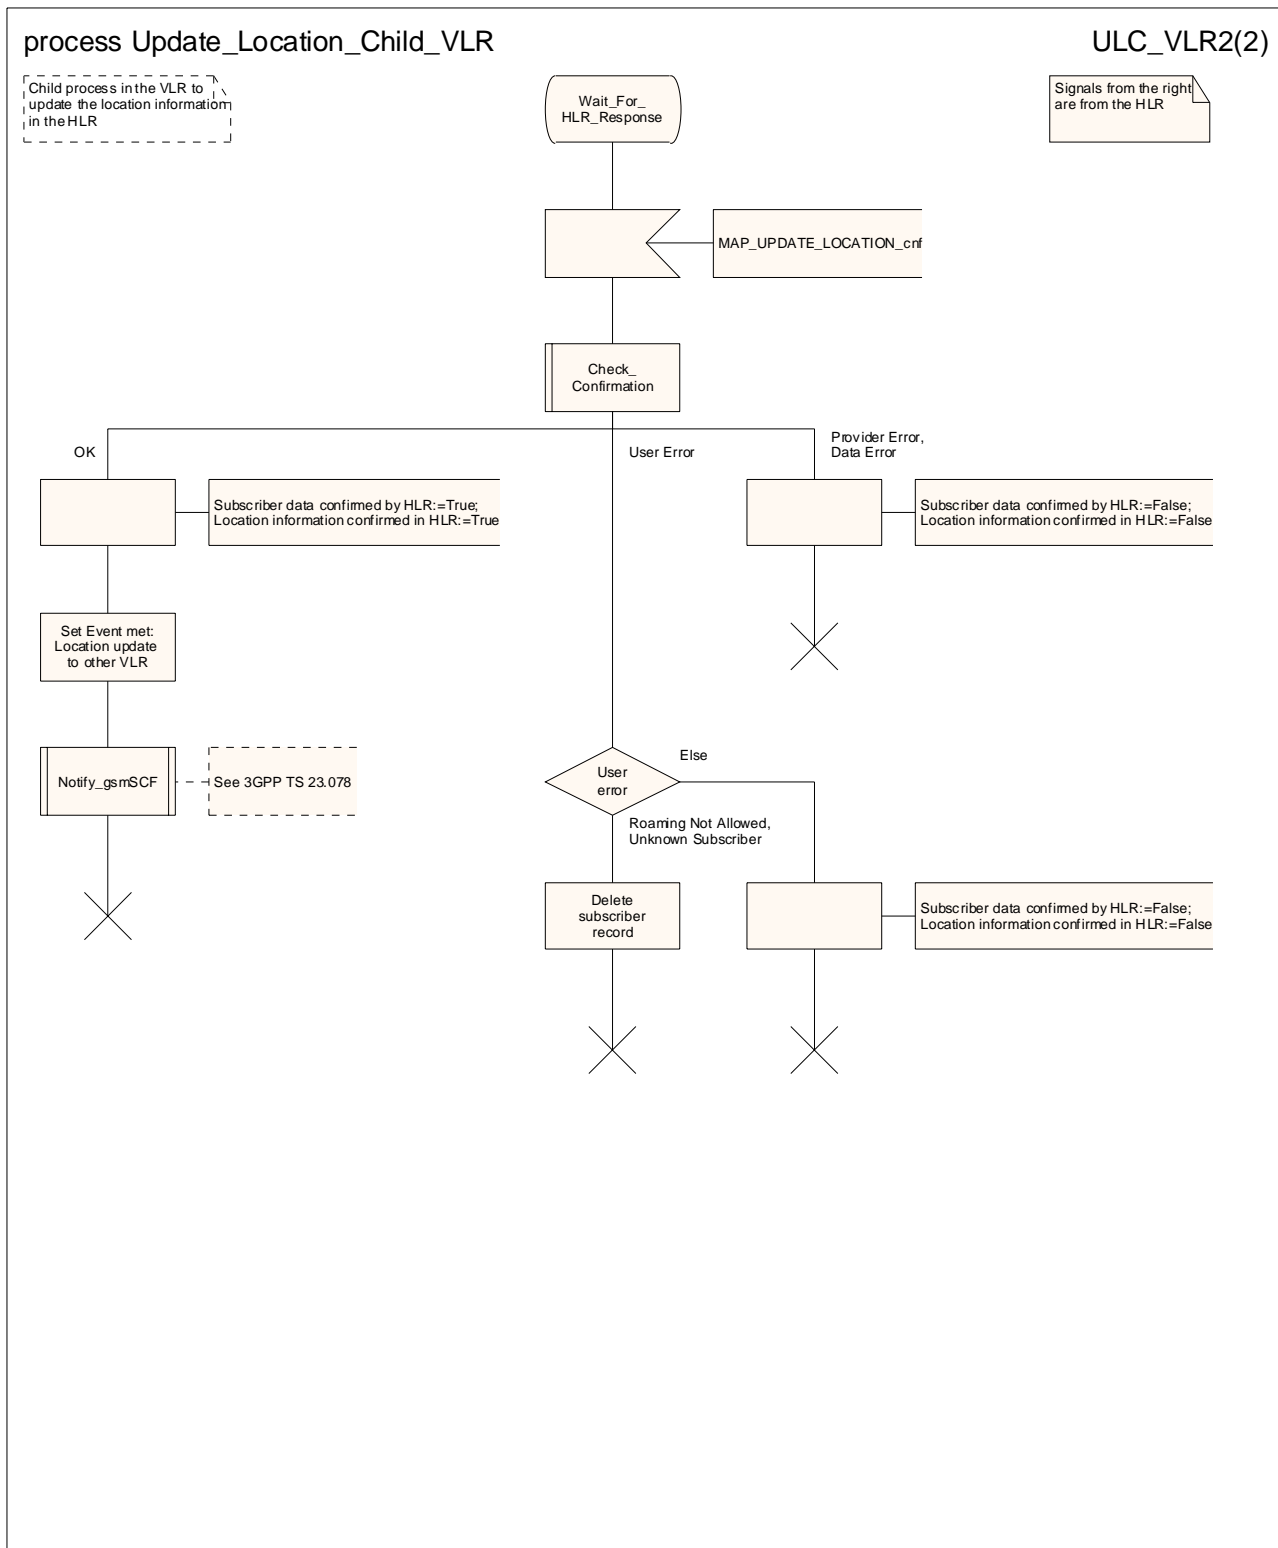 process Update_Location_Child_VLR
ULC_VLR2(2)
Child process in the VLR to
update the location information
in the HLR
Wait_For_
HLR_Response
Signals from the right
are from the HLR
MAP_UPDATE_LOCATION_cnf
Check_
Confirmation
OK
User Error
Provider Error,
Data Error
Subscriber data confirmed by HLR:=True;
Location information confirmed in HLR:=True
Subscriber data confirmed by HLR:=False;
Location information confirmed in HLR:=False
Set Event met:
Location update
to other VLR
Notify_gsmSCF
See 3GPP TS 23.078
User
error
Else
Roaming Not Allowed,
Unknown Subscriber
Delete
subscriber
record
Subscriber data confirmed by HLR:=False;
Location information confirmed in HLR:=False